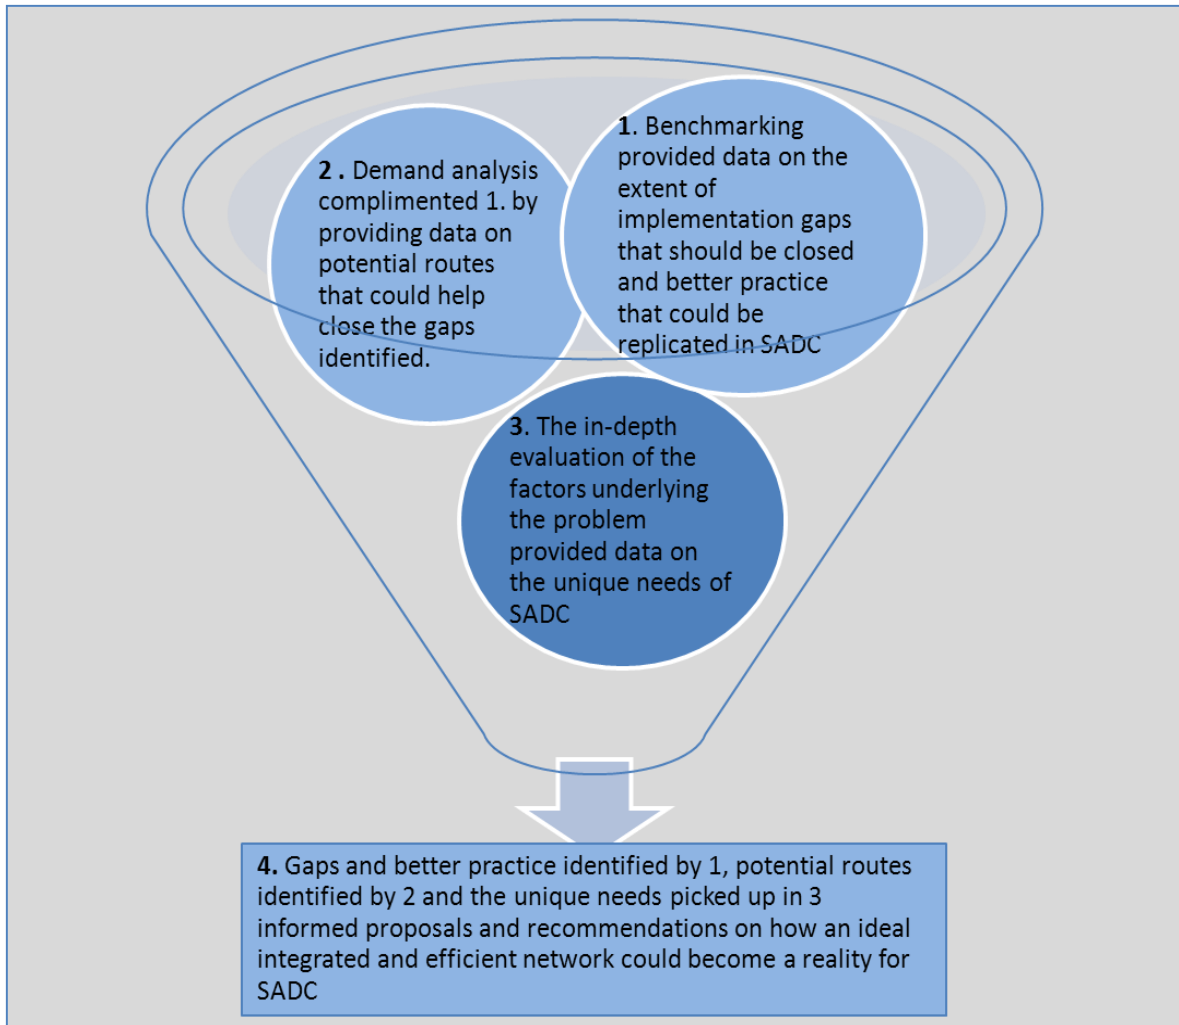 1. Benchmarking
provided data on the
extent of
implementation gaps
that should be closed
and better practice
that could be
replicated in SADC
2 . Demand analysis
complimented 1. by
providing data on
potential routes
that could help
close the gaps
identified.
3. The in-depth
evaluation of the
factors underlying
the problem
provided data on
the unique needs of
SADC
4. Gaps and better practice identified by 1, potential routes
identified by 2 and the unique needs picked up in 3
informed proposals and recommendations on how an ideal
integrated and efficient network could become a reality for
SADC